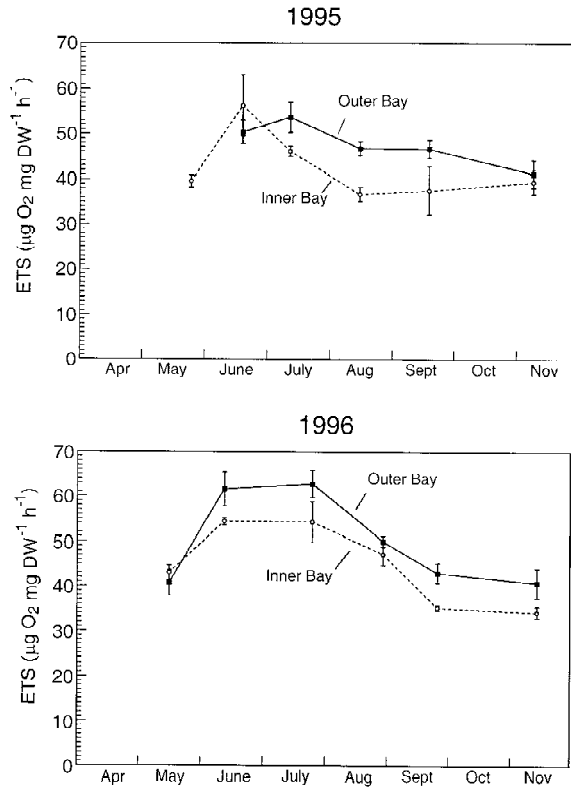 1995
70
60
50
40
30
20
10
0
ETS (µg O₂ mg DW⁻¹ h⁻¹)
Outer Bay
Inner Bay
Apr May June July Aug Sept Oct Nov
1996
70
60
50
40
30
20
10
0
ETS (µg O₂ mg DW⁻¹ h⁻¹)
Outer Bay
Inner Bay
Apr May June July Aug Sept Oct Nov